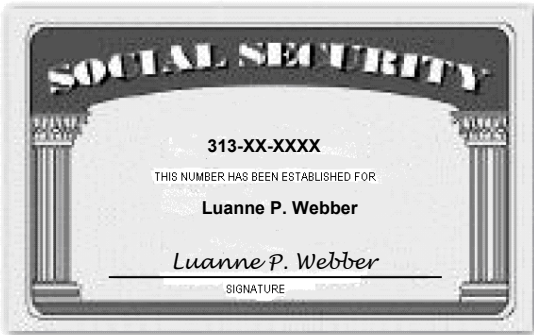 SOCIAL SECURITY
313-XX-XXXX
THIS NUMBER HAS BEEN ESTABLISHED FOR
Luanne P. Webber
Luanne P. Webber
SIGNATURE